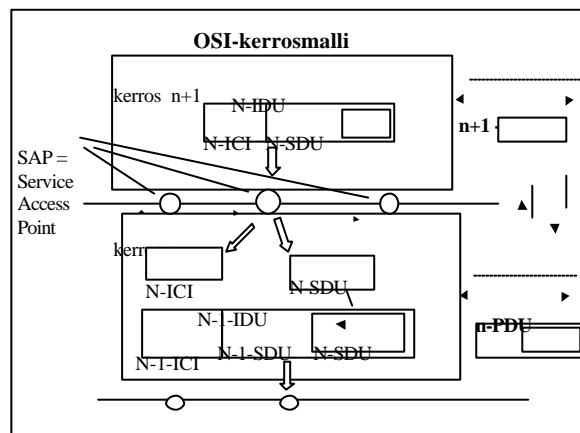 OSI-kerrosmalli
kerros n+1
N-IDU
N-ICI N-SDU
n+1
SAP =
Service
Access
Point
kerros
N-ICI
N-SDU
N-1-IDU
N-1-ICI N-1-SDU N-SDU
n-PDU